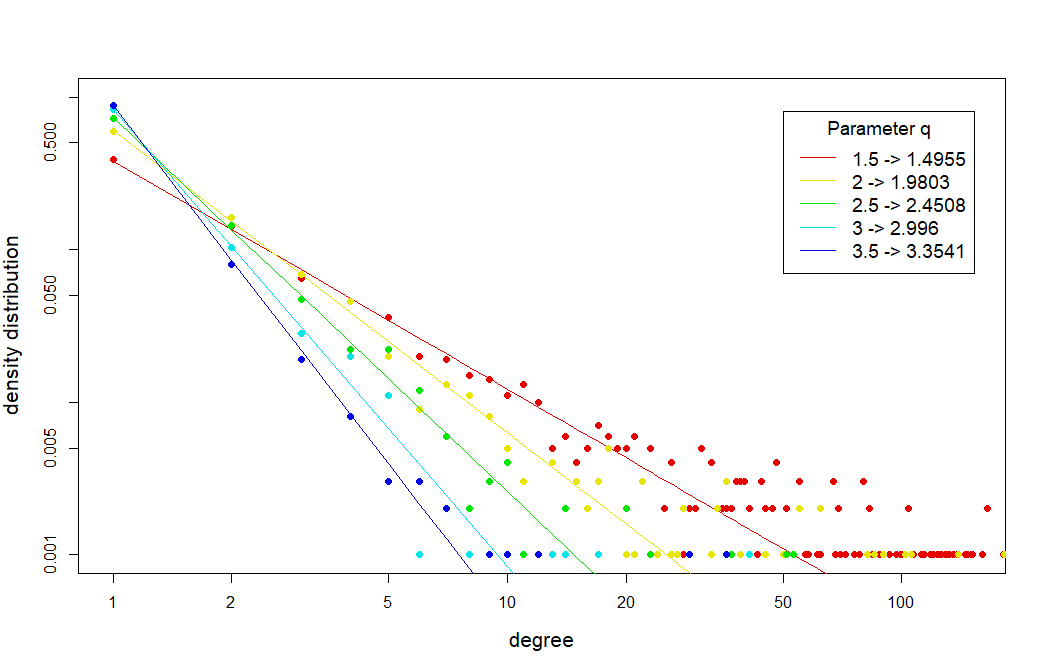 Parameter q
1.5 -> 1.4955
2 -> 1.9803
2.5 -> 2.4508
3 -> 2.996
3.5 -> 3.3541
density distribution
0.500
0.050
0.005
0.001
1 2 5 10 20 50 100
degree